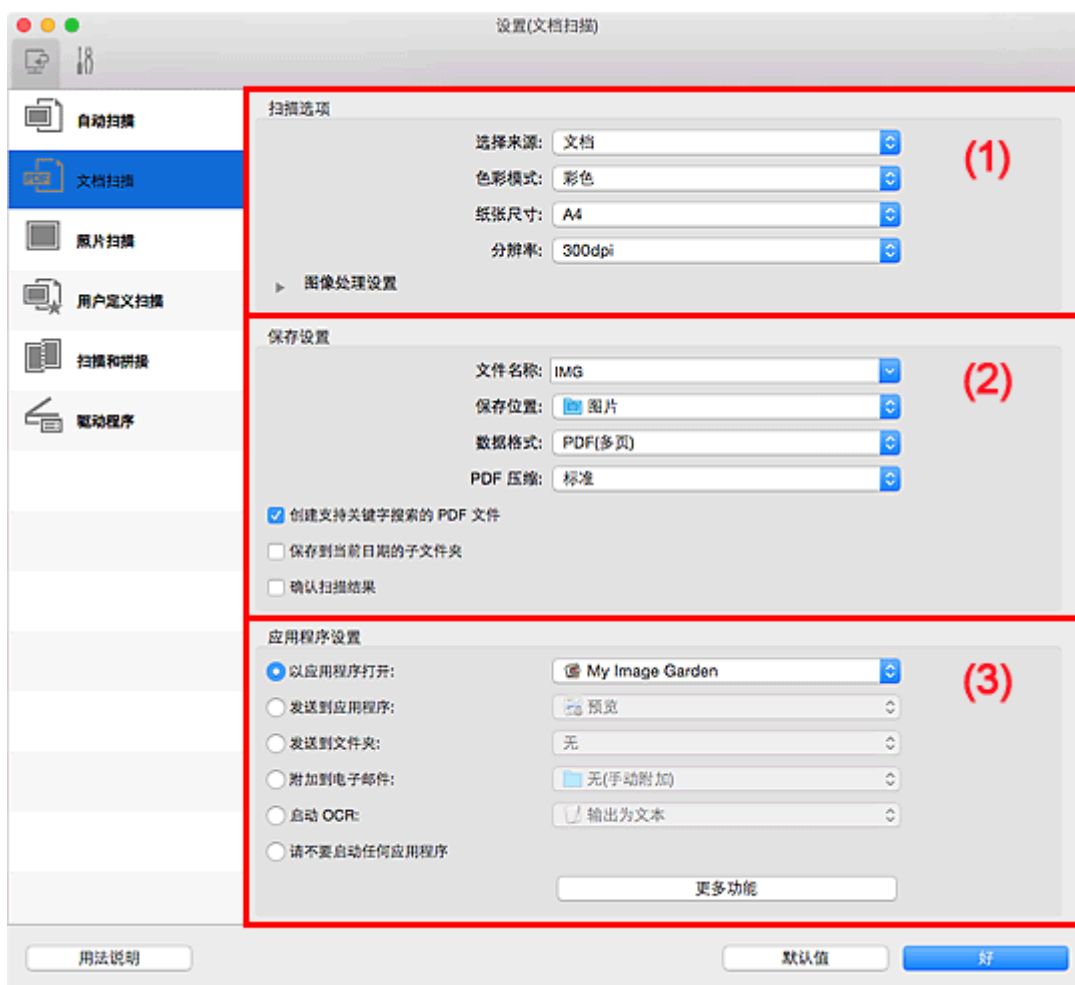 设置(文档扫描)
自动扫描
文档扫描
照片扫描
用户定义扫描
扫描和拼接
驱动程序
扫描选项
(1)
选择来源: 文档
色彩模式: 彩色
纸张尺寸: A4
分辨率: 300dpi
图像处理设置
保存设置
(2)
文件名称: IMG
保存位置: 图片
数据格式: PDF(多页)
PDF 压缩: 标准
创建支持关键字搜索的 PDF 文件
保存到当前日期的子文件夹
确认扫描结果
应用程序设置
(3)
以应用程序打开: My Image Garden
发送到应用程序: 预览
发送到文件夹: 无
附加到电子邮件: 无(手动附加)
启动 OCR: 输出为文本
请不要启动任何应用程序
更多功能
用法说明 默认值 好